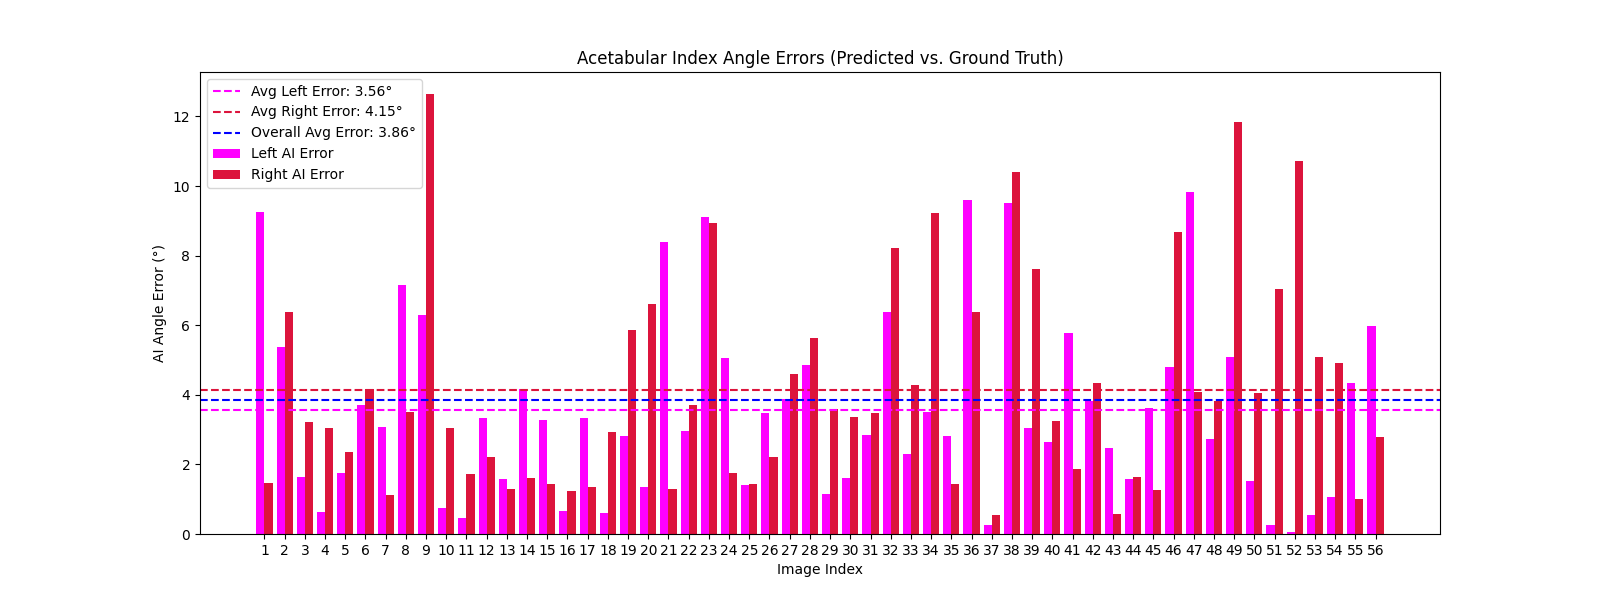 Acetabular Index Angle Errors (Predicted vs. Ground Truth)
Avg Left Error: 3.56°
Avg Right Error: 4.15°
Overall Avg Error: 3.86°
Left AI Error
Right AI Error
AI Angle Error (°)
12
10
8
6
4
2
0
1 2 3 4 5 6 7 8 9 10 11 12 13 14 15 16 17 18 19 20 21 22 23 24 25 26 27 28 29 30 31 32 33 34 35 36 37 38 39 40 41 42 43 44 45 46 47 48 49 50 51 52 53 54 55 56
Image Index